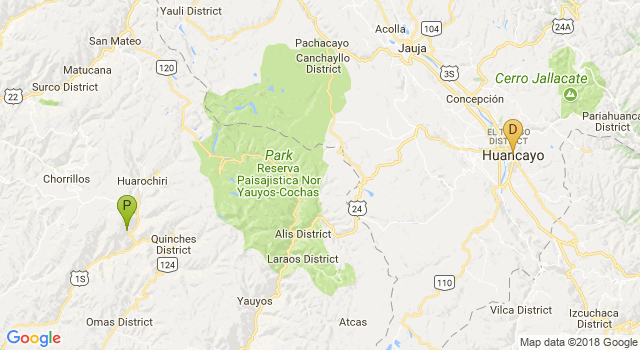 Yauli District
Acolla
104
24A
San Mateo
Pachacayo
Jauja
Canchayllo
District
Matucana
3S
Surco District
22
Concepción
Cerro Jallacate
Pariahuanca
District
EL TAMBO
DISTRICT
D
Huancayo
Park
Reserva
Paisajistica Nor
Yauyos-Cochas
Chorrillos
Huarochiri
P
24
Alis District
Quinches
District
124
Laraos District
1S
110
Yauyos
Vilca District
Izcuchaca
District
Omas District
Atcas
Google
Map data ©2018 Google